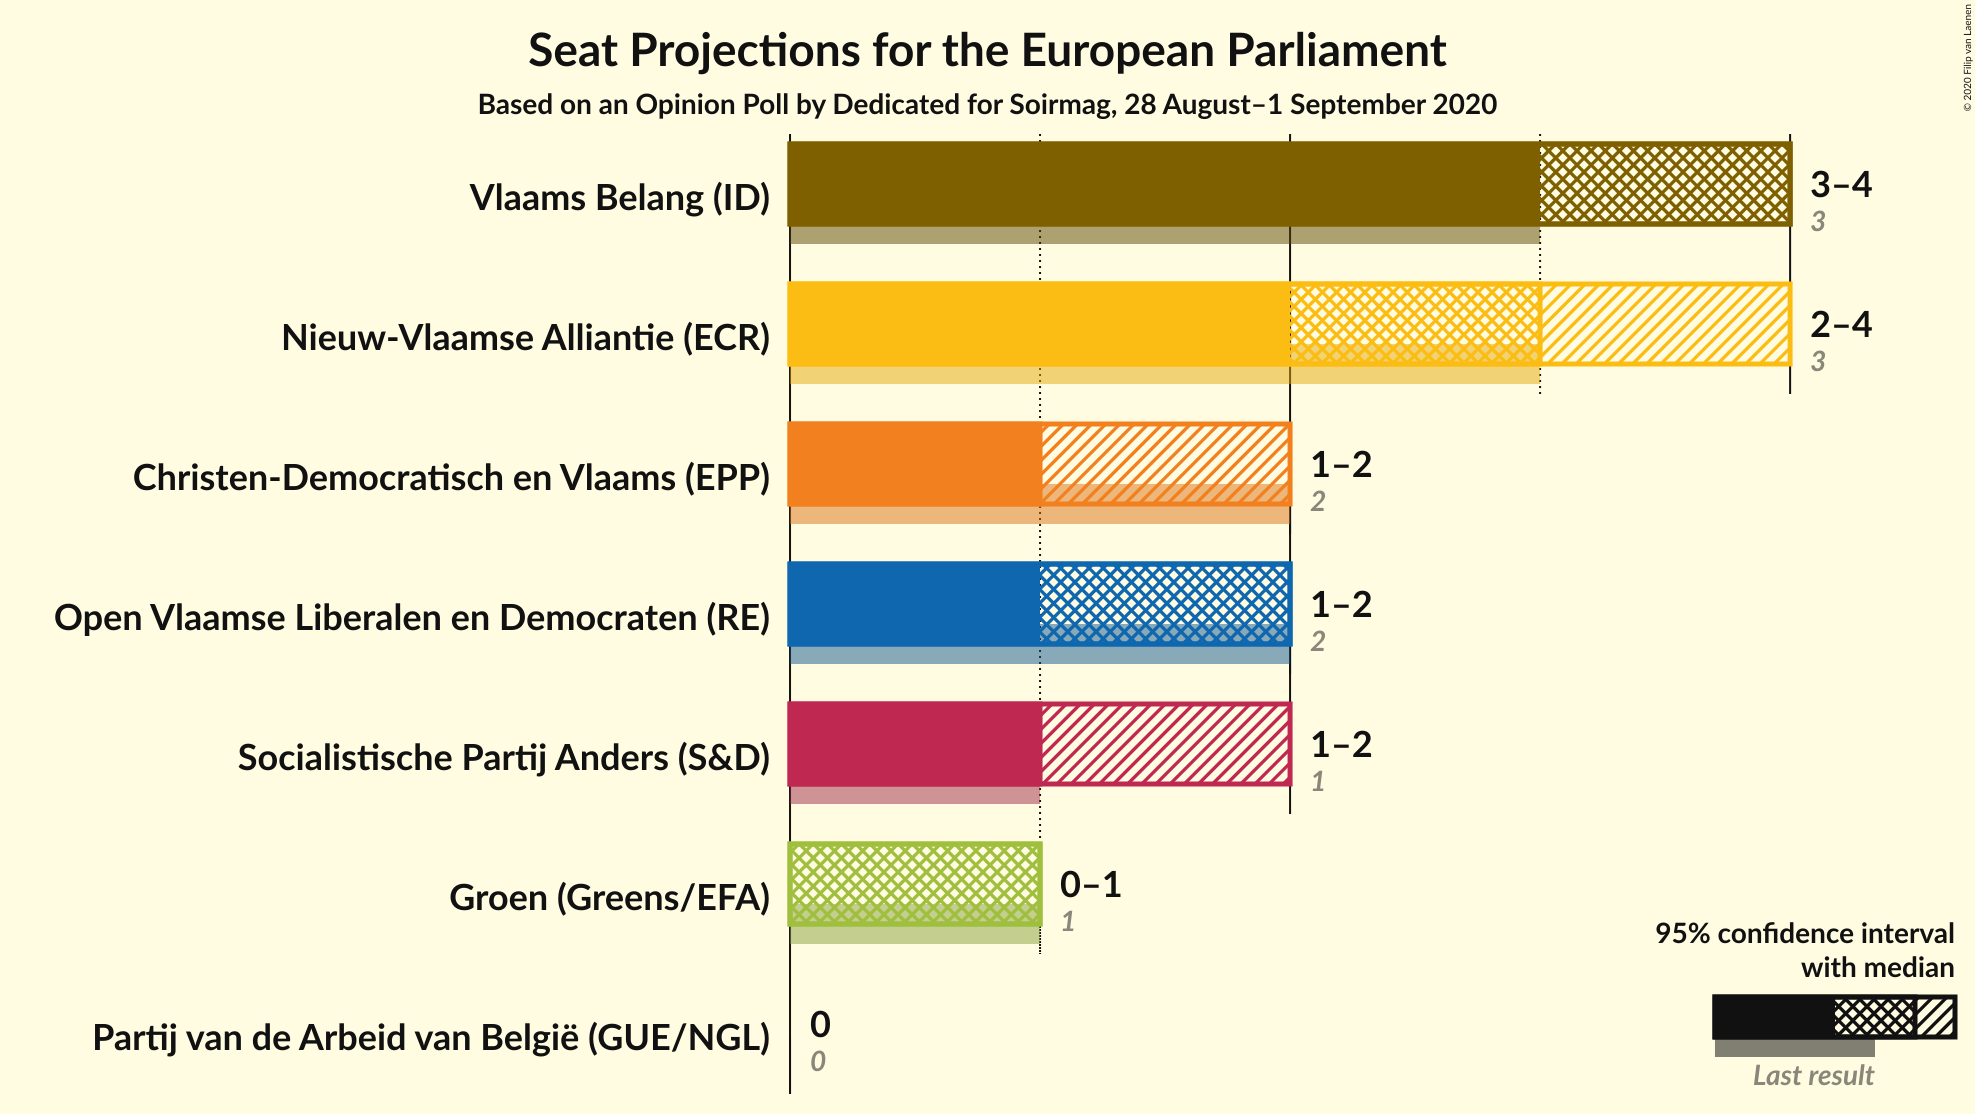 Seat Projections for the European Parliament
Based on an Opinion Poll by Dedicated for Soirmag, 28 August–1 September 2020
© 2020 Filip van Laenen
Vlaams Belang (ID)
3–4
3
Nieuw-Vlaamse Alliantie (ECR)
2–4
3
Christen-Democratisch en Vlaams (EPP)
1–2
2
Open Vlaamse Liberalen en Democraten (RE)
1–2
2
Socialistische Partij Anders (S&D)
1–2
1
Groen (Greens/EFA)
0–1
1
Partij van de Arbeid van België (GUE/NGL)
0
0
95% confidence interval
with median
Last result